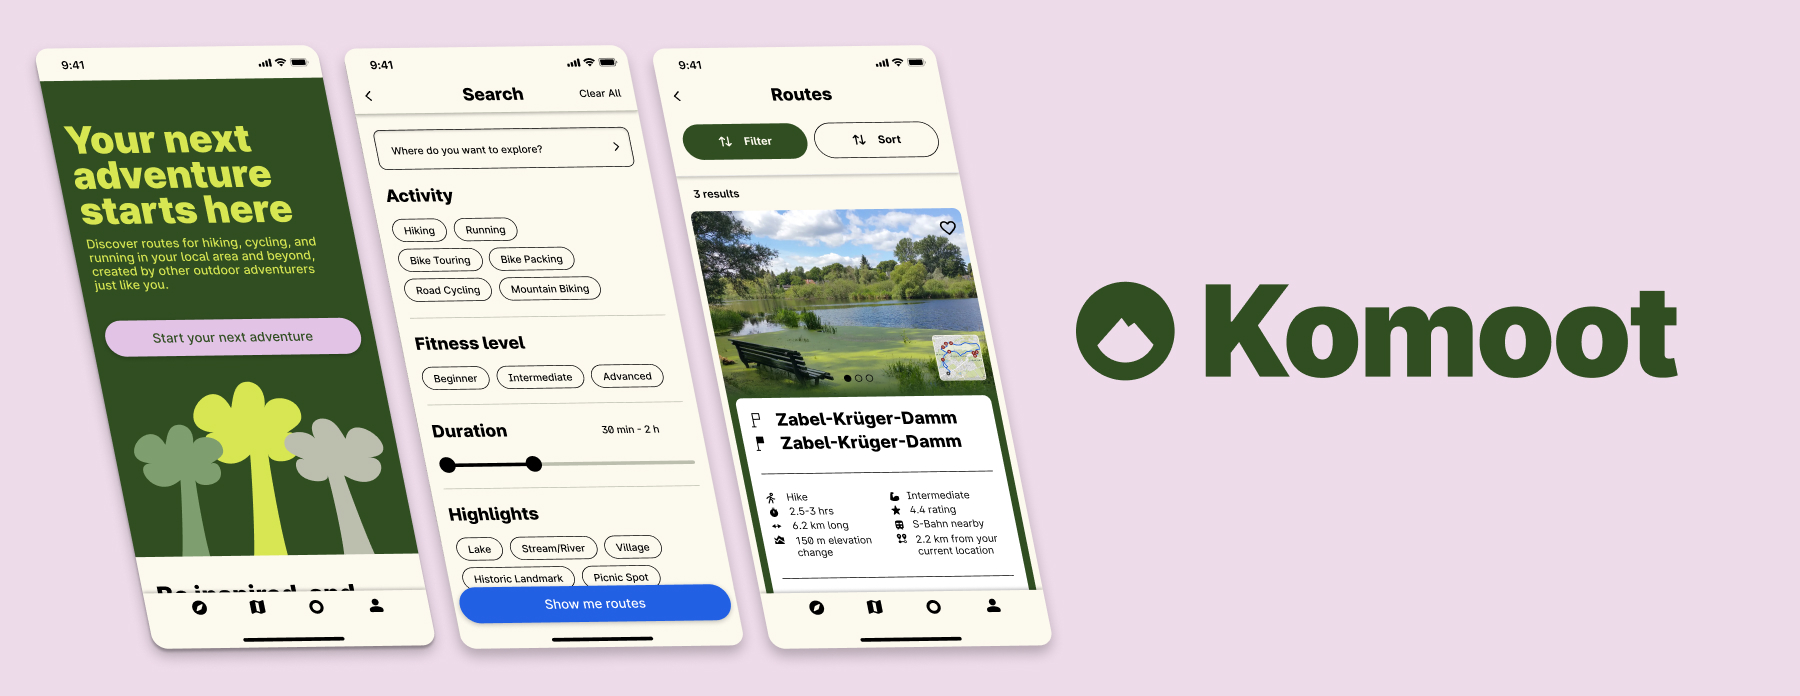 9:41
Your next
adventure
starts here
Discover routes for hiking, cycling, and
running in your local area and beyond,
created by other outdoor adventurers
just like you.
Start your next adventure
Be inspired and
9:41
Search
Clear All
Where do you want to explore?
Activity
Hiking
Running
Bike Touring
Bike Packing
Road Cycling
Mountain Biking
Fitness level
Beginner
Intermediate
Advanced
Duration
30 min - 2 h
Highlights
Lake
Stream/River
Village
Historic Landmark
Picnic Spot
Show me routes
9:41
Routes
Filter
Sort
3 results
Zabel-Krüger-Damm
Zabel-Krüger-Damm
Hike
2.5-3 hrs
6.2 km long
150 m elevation
change
Intermediate
4.4 rating
S-Bahn nearby
2.2 km from your
current location
Komoot